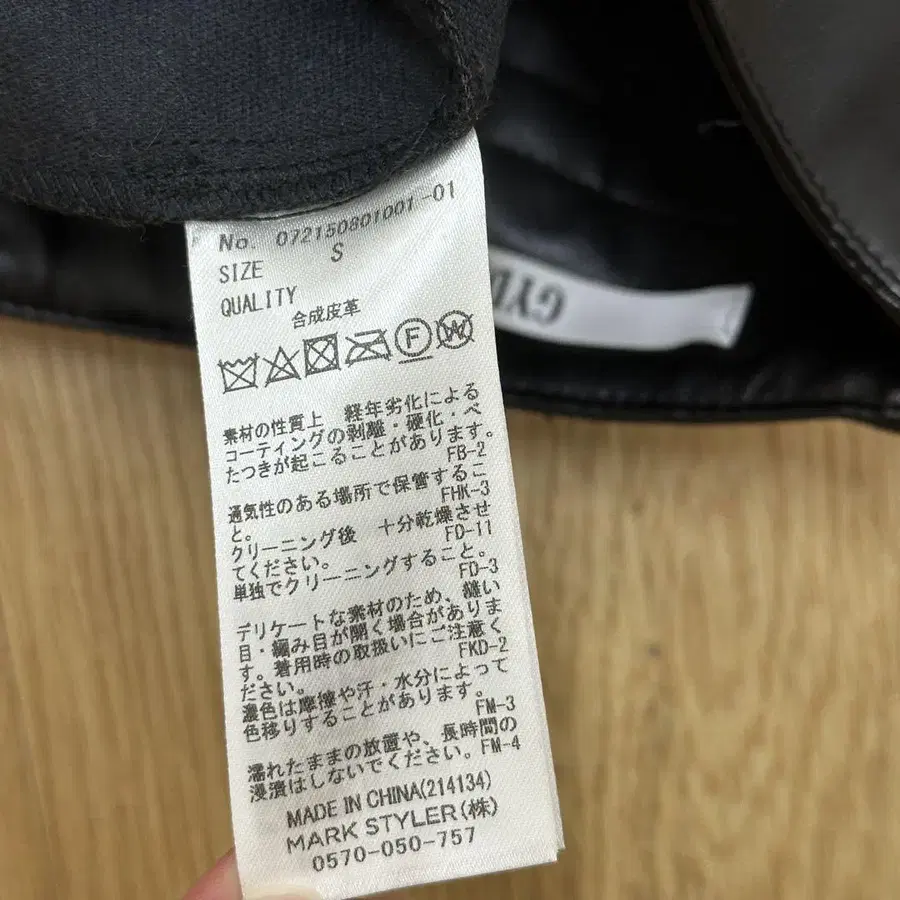 No. 072150801001-01
SIZE S
QUALITY
合成皮革
F W
素材の性質上 経年劣化による
コーティングの剥離・硬化・べ
たつきが起こることがあります。
FB-2
通気性のある場所で保管するこ
と。
FHK-3
クリーニング後 十分乾燥させ
てください。
FD-11
単独でクリーニングすること。
FD-3
デリケートな素材のため、縫い
目・編み目が開く場合がありま
す。着用時の取扱いにご注意く
ださい。
FKD-2
濃色は摩擦や汗・水分によって
色移りすることがあります。
FM-3
濡れたままの放置や、長時間の
浸漬はしないでください。FM-4
MADE IN CHINA(214134)
MARK STYLER(株)
0570-050-757